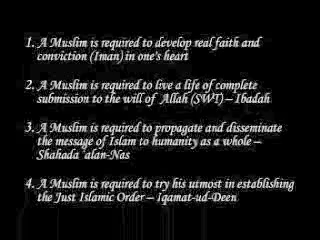 1. A Muslim is required to develop real faith and
conviction (Iman) in one's heart
2. A Muslim is required to live a life of complete
submission to the will of Allah (SWT) – Ibadah
3. A Muslim is required to propagate and disseminate
the message of Islam to humanity as a whole –
Shahada `alan-Nas
4. A Muslim is required to try his utmost in establishing
the Just Islamic Order – Iqamat-ud-Deen